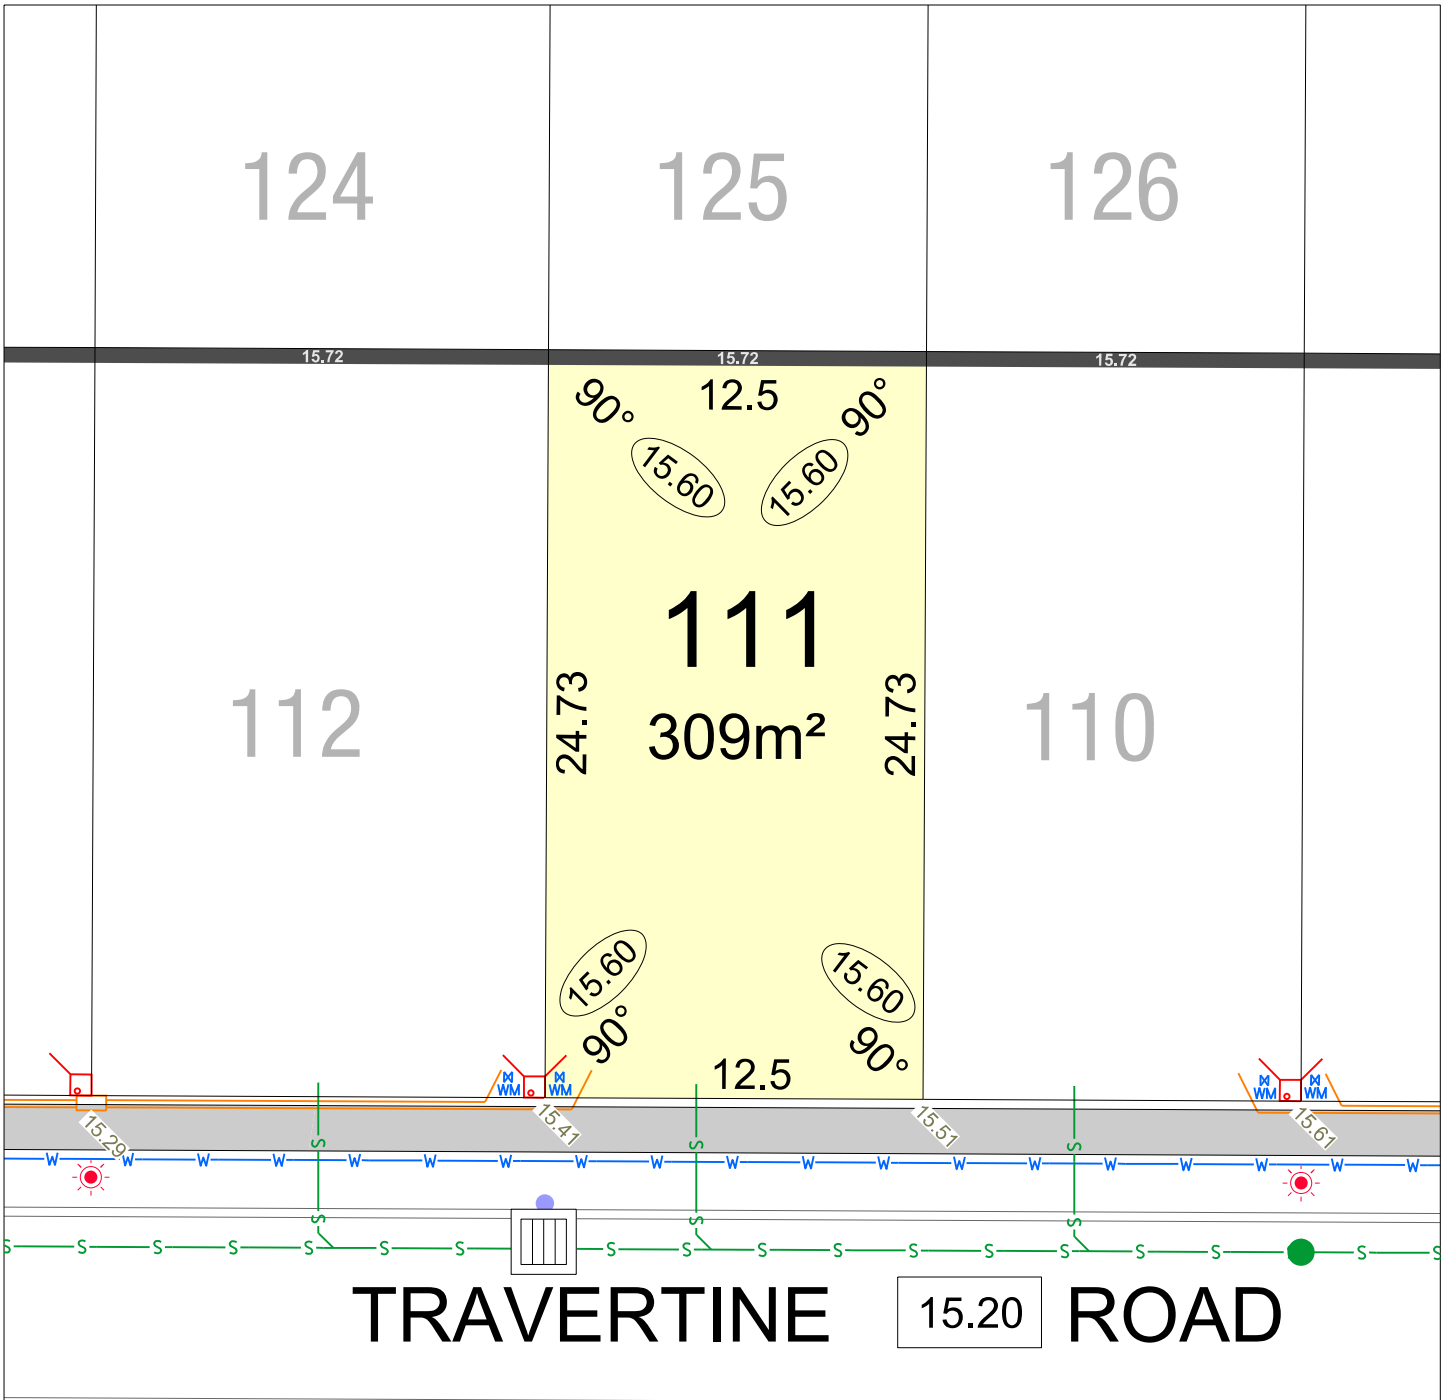 124
125
126
15.72
15.72
15.72
90°
12.5
90°
15.60
15.60
111
309m²
24.73
24.73
112
110
15.60
15.60
90°
90°
12.5
WM
WM
WM
WM
15.29
15.41
15.51
15.61
S
S
S
W W W W W W W W W W W W W W W W W W W
S
S
S
S S S S S S S S S S S S S S S S S S S
TRAVERTINE 15.20 ROAD